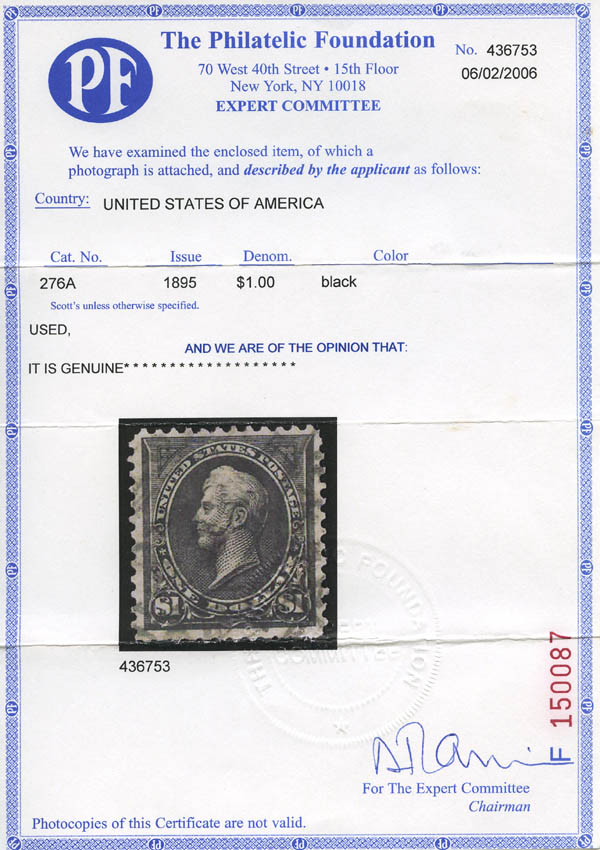 PF
The Philatelic Foundation
70 West 40th Street • 15th Floor
New York, NY 10018
EXPERT COMMITTEE
No. 436753
06/02/2006
We have examined the enclosed item, of which a
photograph is attached, and described by the applicant as follows:
Country: UNITED STATES OF AMERICA
Cat. No. Issue Denom. Color
276A 1895 $1.00 black
Scott's unless otherwise specified.
USED,
AND WE ARE OF THE OPINION THAT:
IT IS GENUINE* * * * * * * * * * * * * * * * * * *
UNITED STATES POSTAGE
$1 ONE DOLLAR $1
436753
FOUNDATION
COMMITTEE
F 150087
For The Expert Committee
Chairman
Photocopies of this Certificate are not valid.